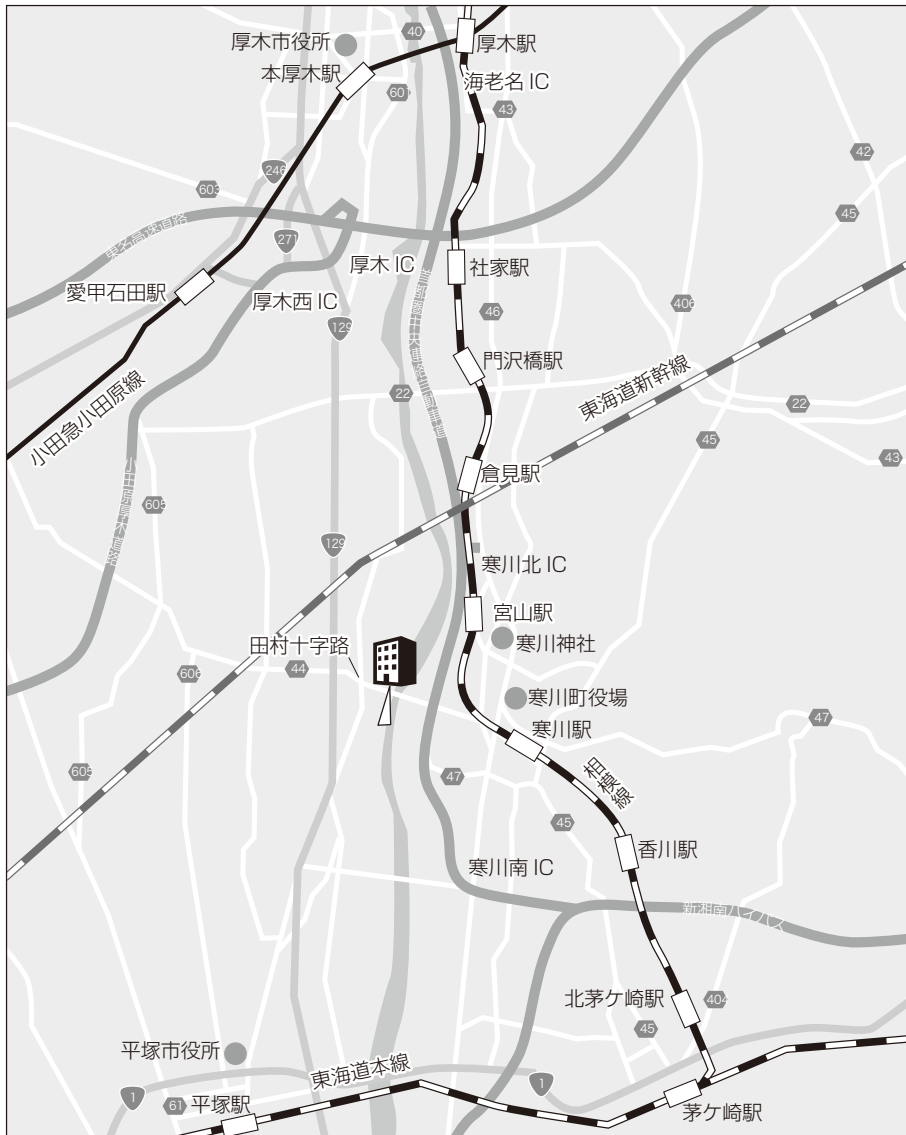 厚木市役所
40
厚木駅
本厚木駅
海老名 IC
601
43
42
246
603
45
東名高速道路
271
厚木 IC
社家駅
愛甲石田駅
厚木西 IC
406
46
129
門沢橋駅
東海道新幹線
22
22
小田急小田原線
45
43
倉見駅
小田原厚木道路
605
129
寒川北 IC
宮山駅
寒川神社
田村十字路
44
606
寒川町役場
47
寒川駅
605
47
相模線
45
香川駅
寒川南 IC
新湘南バイパス
北茅ケ崎駅
404
45
平塚市役所
東海道本線
1
1
61
平塚駅
茅ケ崎駅